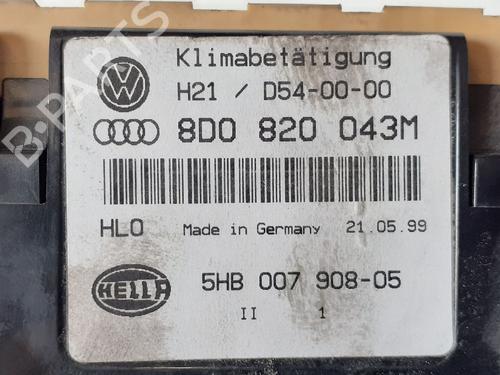 B-PARTS
Klimabetätigung
H21 / D54-00-00
8D0 820 043M
HLO Made in Germany 21.05.99
HELLA 5HB 007 908-05
II 1